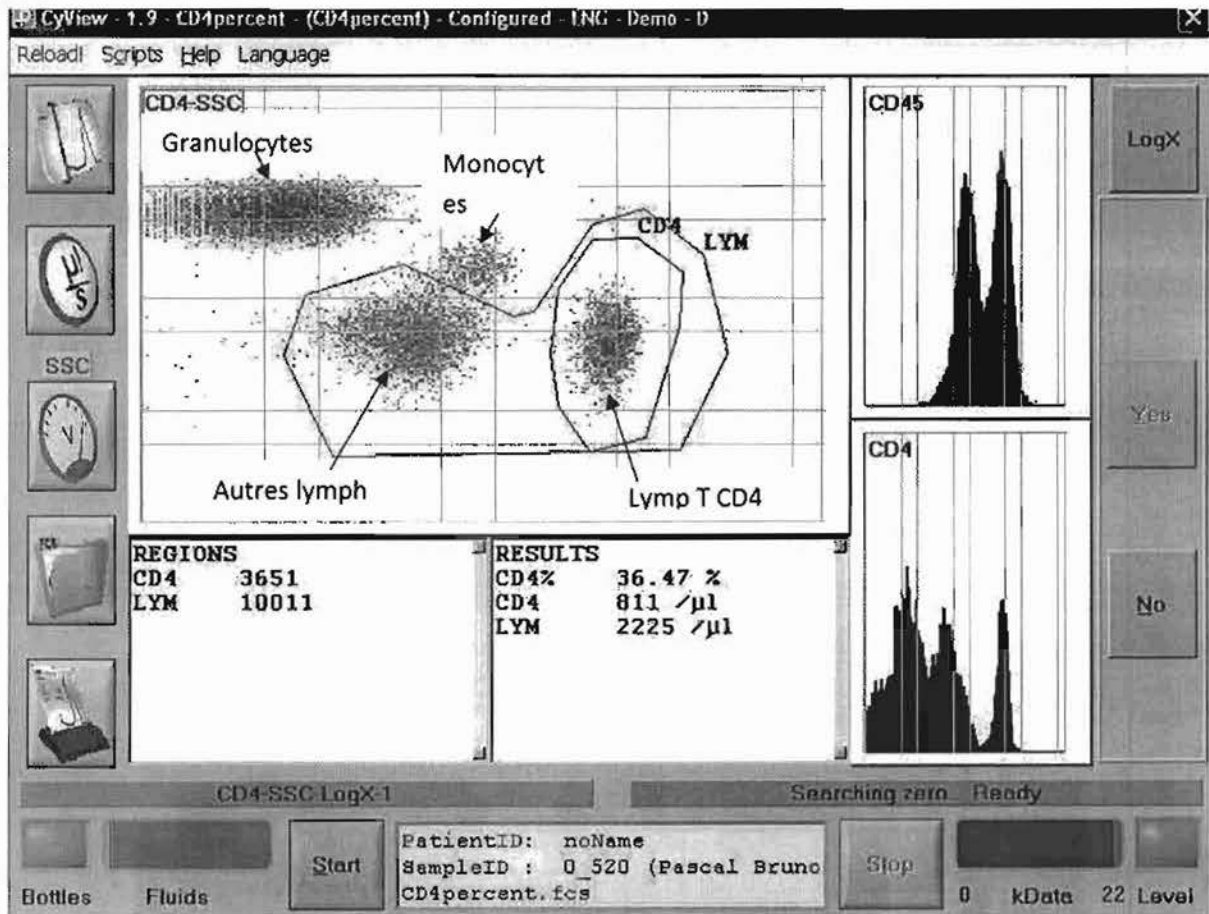 CyView - 1.9 - CD4percent - (CD4percent) - Configured - LNG - Demo - D
Reload! Scripts Help Language
CD4-SSC
Granulocytes
Monocyt
es
CD4
LYM
Autres lymph
Lymp T CD4
CD45
CD4
LogX
Yes
No
µ/s
SSC
V
REGIONS
CD4 3651
LYM 10011
RESULTS
CD4% 36.47 %
CD4 811 /µl
LYM 2225 /µl
CD4-SSC-LogX-1
Searching zero Ready
Bottles
Fluids
Start
PatientID: noName
SampleID : 0_520 (Pascal Bruno
CD4percent.fcs
Stop
0 kData 22
Level